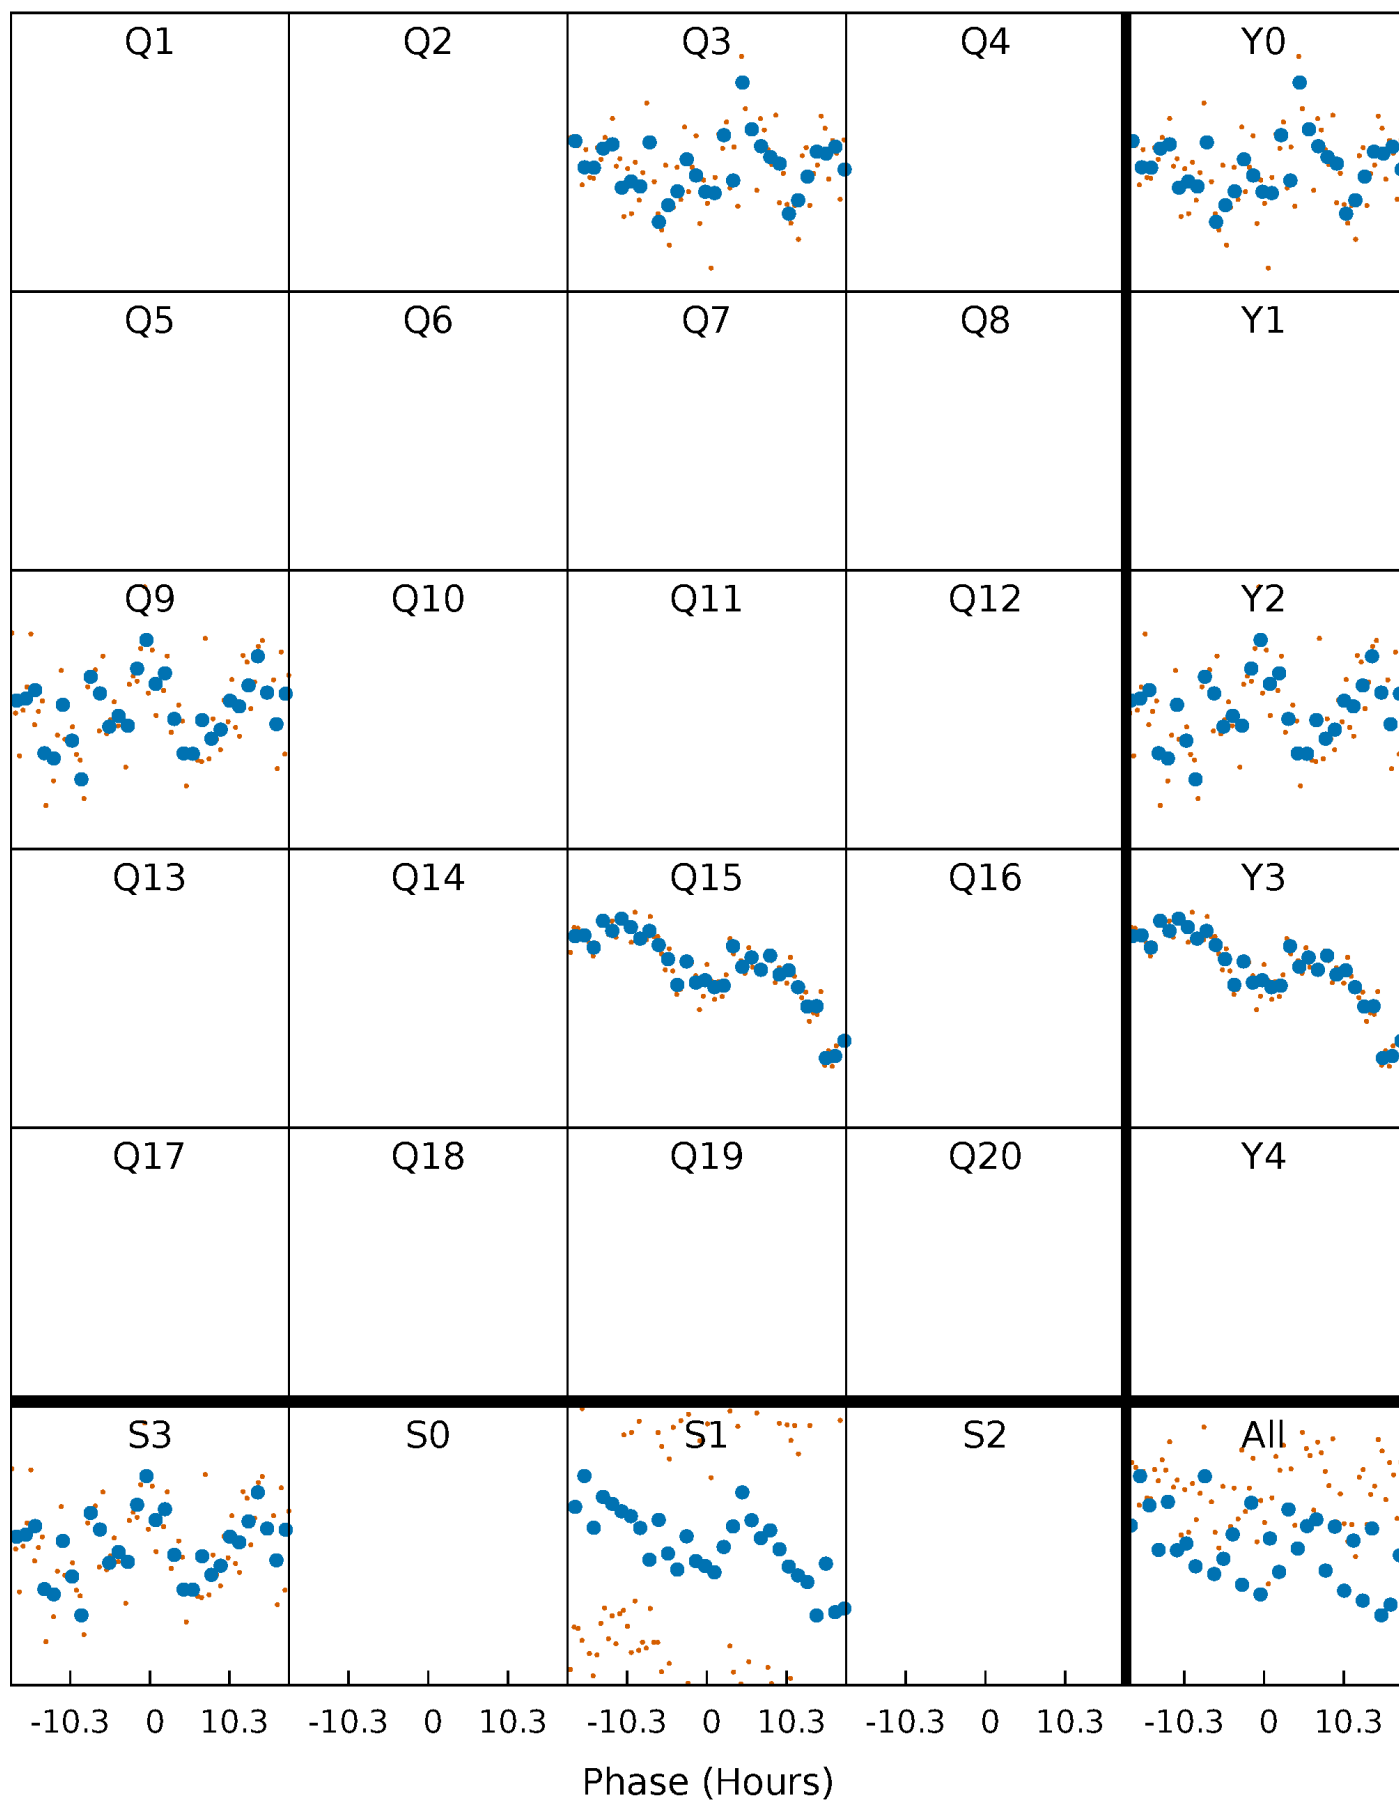 Q1 Q2 Q3 Q4 Y0
Q5 Q6 Q7 Q8 Y1
Q9 Q10 Q11 Q12 Y2
Q13 Q14 Q15 Q16 Y3
Q17 Q18 Q19 Q20 Y4
S3 S0 S1 S2 All
-10.3 0 10.3 -10.3 0 10.3 -10.3 0 10.3 -10.3 0 10.3 -10.3 0 10.3
Phase (Hours)